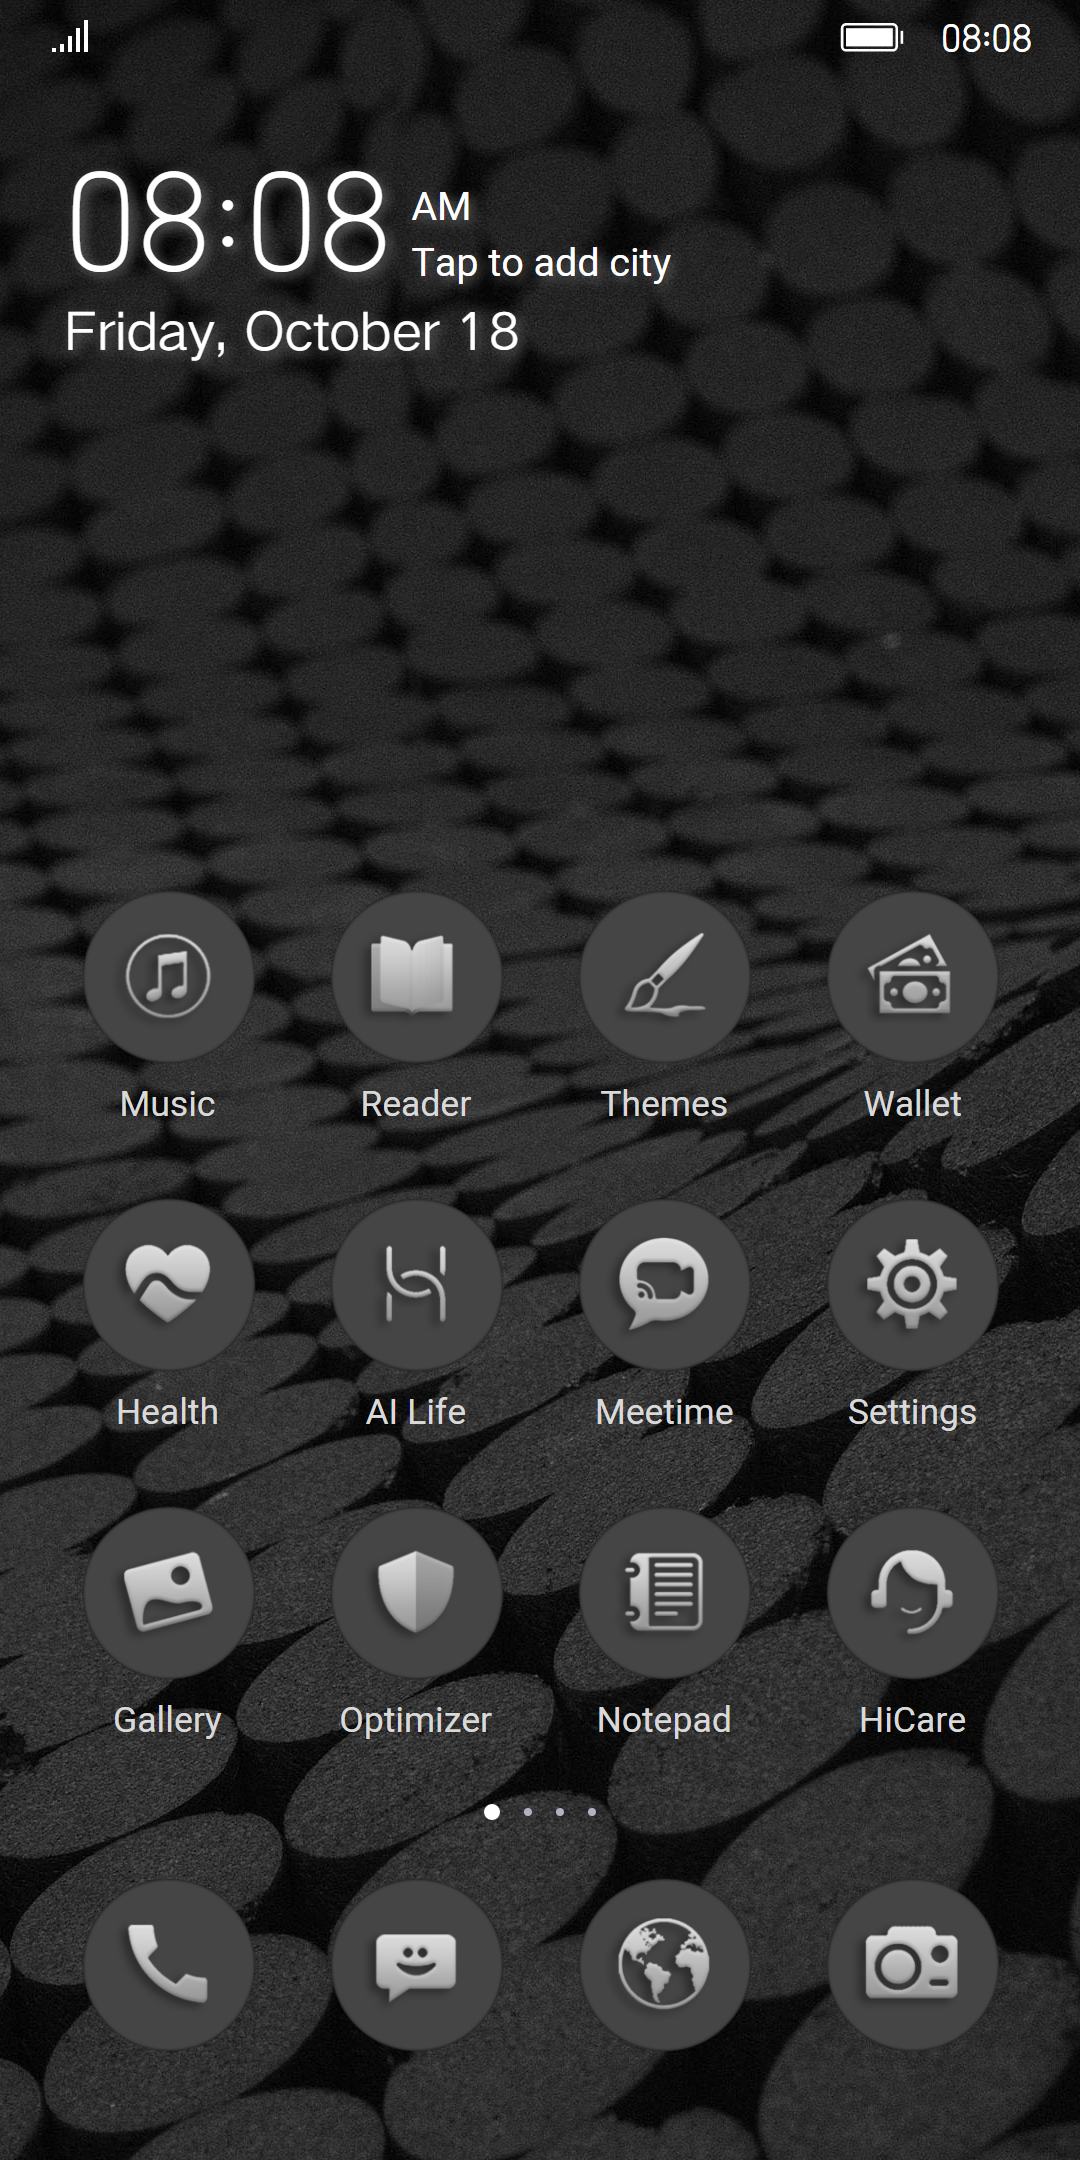 08:08
08:08 AM
Tap to add city
Friday, October 18
Music Reader Themes Wallet
Health AI Life Meetime Settings
Gallery Optimizer Notepad HiCare